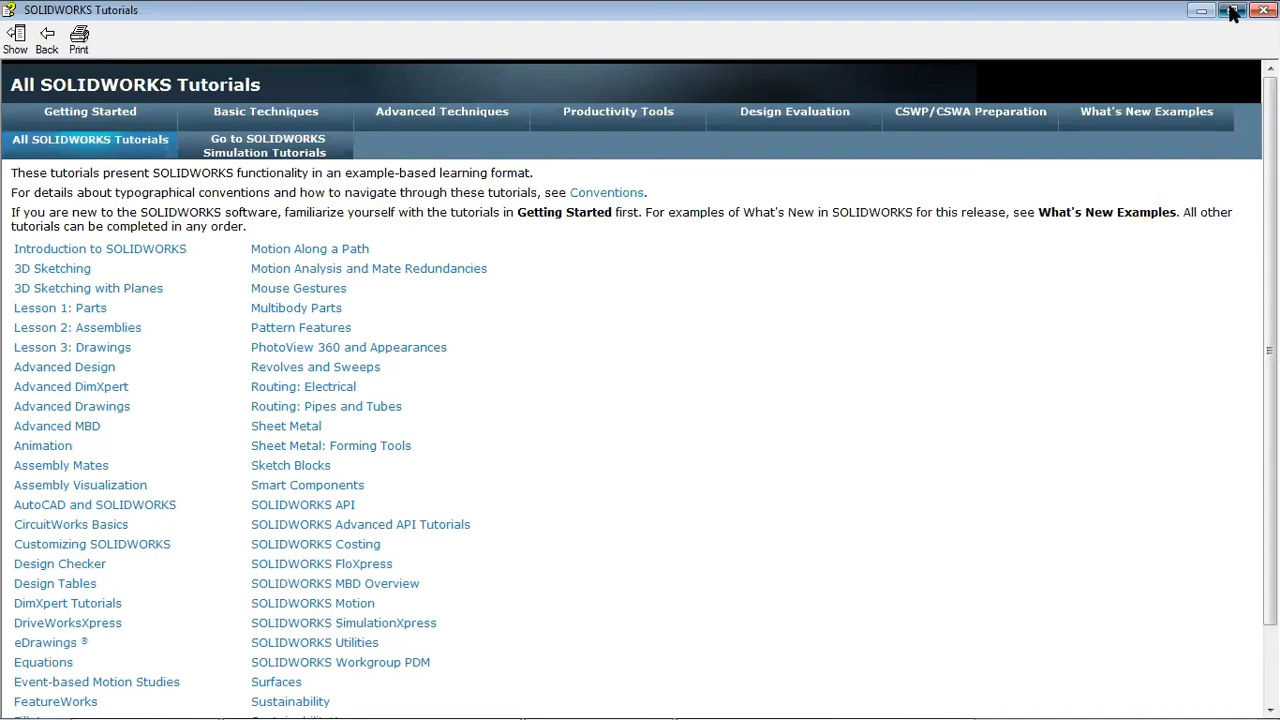 SOLIDWORKS Tutorials
Show Back Print
All SOLIDWORKS Tutorials
Getting Started Basic Techniques Advanced Techniques Productivity Tools Design Evaluation CSWP/CSWA Preparation What's New Examples
All SOLIDWORKS Tutorials Go to SOLIDWORKS
Simulation Tutorials
These tutorials present SOLIDWORKS functionality in an example-based learning format.
For details about typographical conventions and how to navigate through these tutorials, see Conventions.
If you are new to the SOLIDWORKS software, familiarize yourself with the tutorials in Getting Started first. For examples of What's New in SOLIDWORKS for this release, see What's New Examples. All other
tutorials can be completed in any order.
Introduction to SOLIDWORKS Motion Along a Path
3D Sketching Motion Analysis and Mate Redundancies
3D Sketching with Planes Mouse Gestures
Lesson 1: Parts Multibody Parts
Lesson 2: Assemblies Pattern Features
Lesson 3: Drawings PhotoView 360 and Appearances
Advanced Design Revolves and Sweeps
Advanced DimXpert Routing: Electrical
Advanced Drawings Routing: Pipes and Tubes
Advanced MBD Sheet Metal
Animation Sheet Metal: Forming Tools
Assembly Mates Sketch Blocks
Assembly Visualization Smart Components
AutoCAD and SOLIDWORKS SOLIDWORKS API
CircuitWorks Basics SOLIDWORKS Advanced API Tutorials
Customizing SOLIDWORKS SOLIDWORKS Costing
Design Checker SOLIDWORKS FloXpress
Design Tables SOLIDWORKS MBD Overview
DimXpert Tutorials SOLIDWORKS Motion
DriveWorksXpress SOLIDWORKS SimulationXpress
eDrawings ® SOLIDWORKS Utilities
Equations SOLIDWORKS Workgroup PDM
Event-based Motion Studies Surfaces
FeatureWorks Sustainability